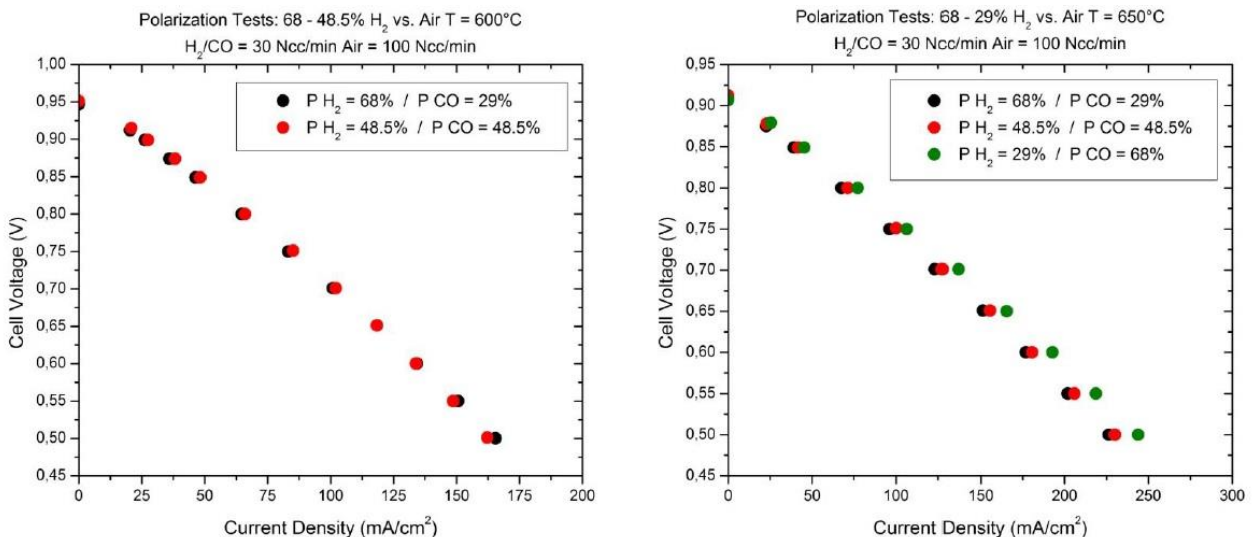 Polarization Tests: 68 - 48.5% H₂ vs. Air T = 600°C
H₂/CO = 30 Ncc/min Air = 100 Ncc/min
1,00
0,95
0,90
0,85
0,80
0,75
0,70
0,65
0,60
0,55
0,50
0,45
Cell Voltage (V)
P H₂ = 68% / P CO = 29%
P H₂ = 48.5% / P CO = 48.5%
0 25 50 75 100 125 150 175 200
Current Density (mA/cm²)
Polarization Tests: 68 - 29% H₂ vs. Air T = 650°C
H₂/CO = 30 Ncc/min Air = 100 Ncc/min
0,95
0,90
0,85
0,80
0,75
0,70
0,65
0,60
0,55
0,50
0,45
Cell Voltage (V)
P H₂ = 68% / P CO = 29%
P H₂ = 48.5% / P CO = 48.5%
P H₂ = 29% / P CO = 68%
0 50 100 150 200 250 300
Current Density (mA/cm²)